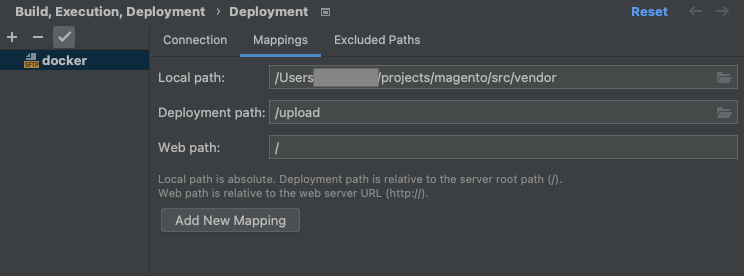 Build, Execution, Deployment › Deployment Reset
+ −
SFTP docker
Connection Mappings Excluded Paths
Local path: /Users /projects/magento/src/vendor
Deployment path: /upload
Web path: /
Local path is absolute. Deployment path is relative to the server root path (/).
Web path is relative to the web server URL (http://).
Add New Mapping